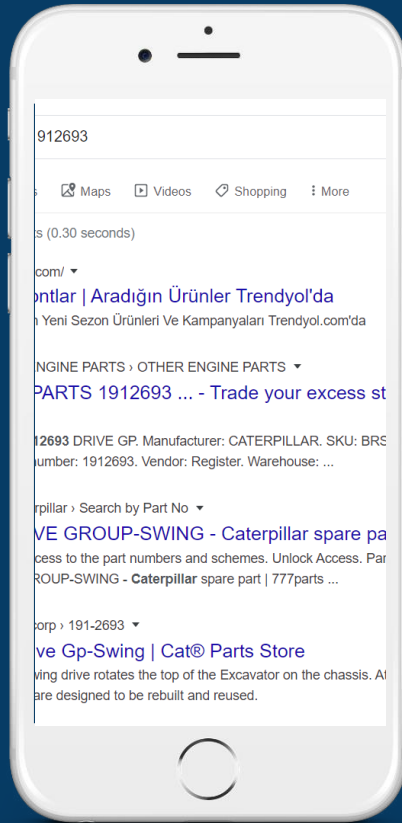 1912693
Maps Videos Shopping More
(0.30 seconds)
com/
| Aradığın Ürünler Trendyol'da
Yeni Sezon Ürünleri Ve Kampanyaları Trendyol.com'da
NGINE PARTS › OTHER ENGINE PARTS
PARTS 1912693 ... - Trade your excess st
12693 DRIVE GP. Manufacturer: CATERPILLAR. SKU: BRS
umber: 1912693. Vendor: Register. Warehouse: ...
rpillar › Search by Part No
VE GROUP-SWING - Caterpillar spare pa
cess to the part numbers and schemes. Unlock Access. Par
ROUP-SWING - Caterpillar spare part | 777parts ...
corp › 191-2693
ve Gp-Swing | Cat® Parts Store
wing drive rotates the top of the Excavator on the chassis. At
are designed to be rebuilt and reused.